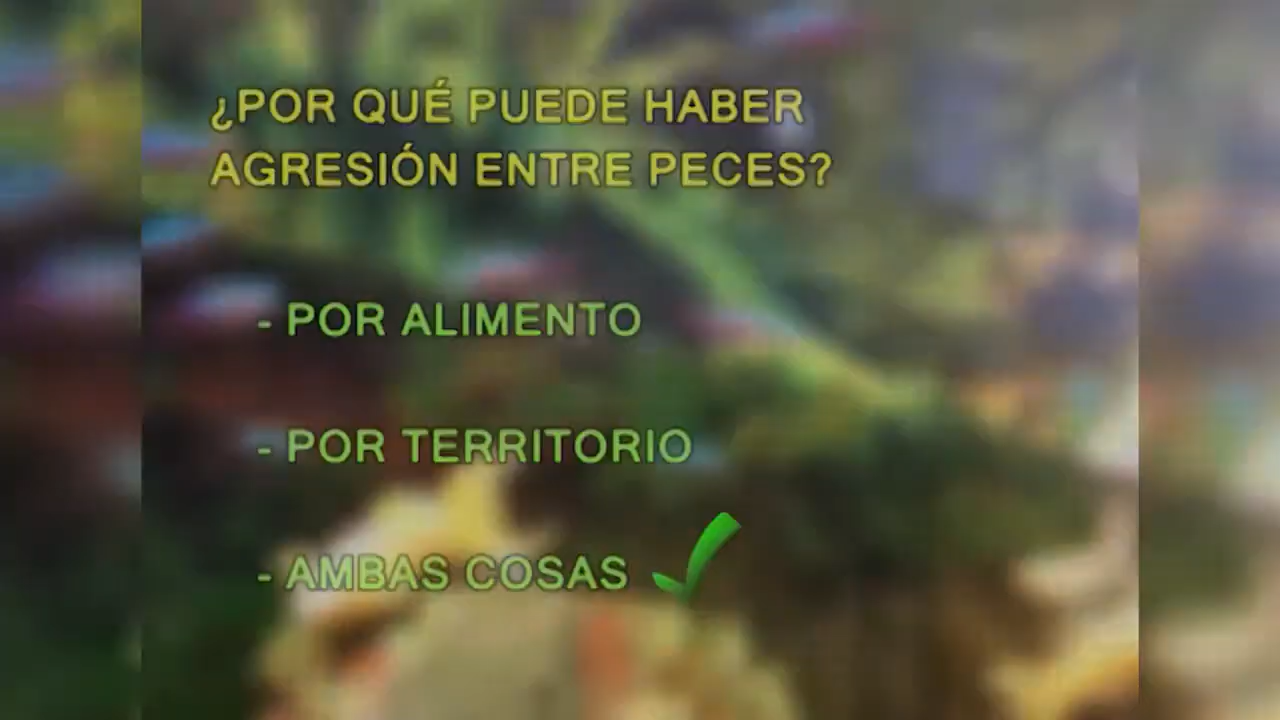 ¿POR QUÉ PUEDE HABER
AGRESIÓN ENTRE PECES?
- POR ALIMENTO
- POR TERRITORIO
- AMBAS COSAS